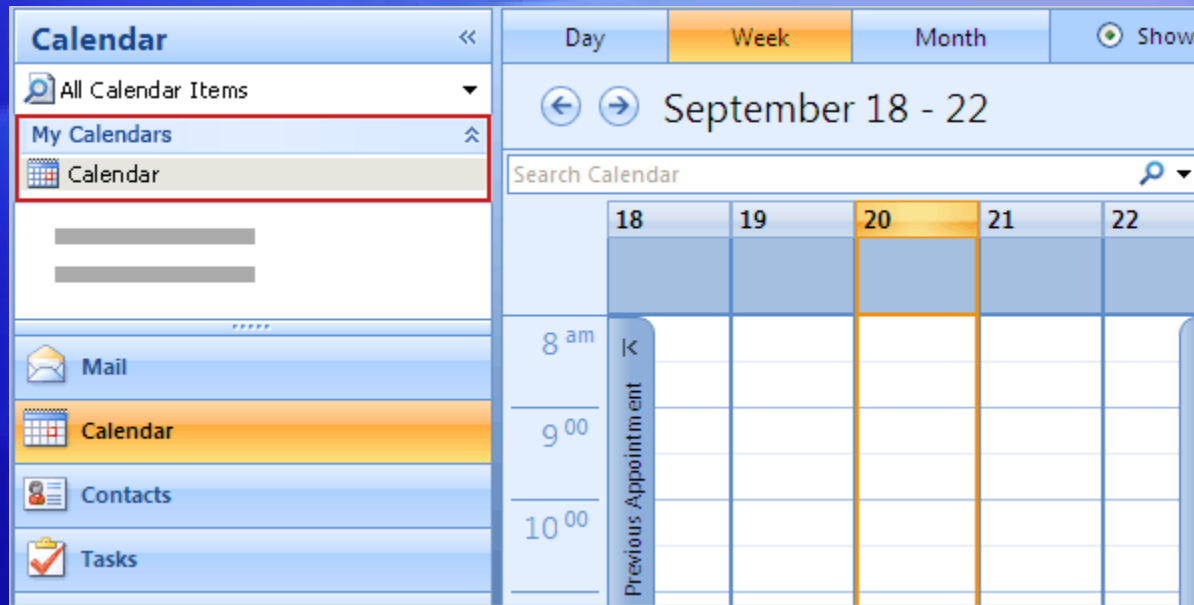 Calendar
All Calendar Items
My Calendars
Calendar
Mail
Calendar
Contacts
Tasks
Day Week Month Show
September 18 - 22
Search Calendar
18 19 20 21 22
8 am
9 00
10 00
Previous Appointment